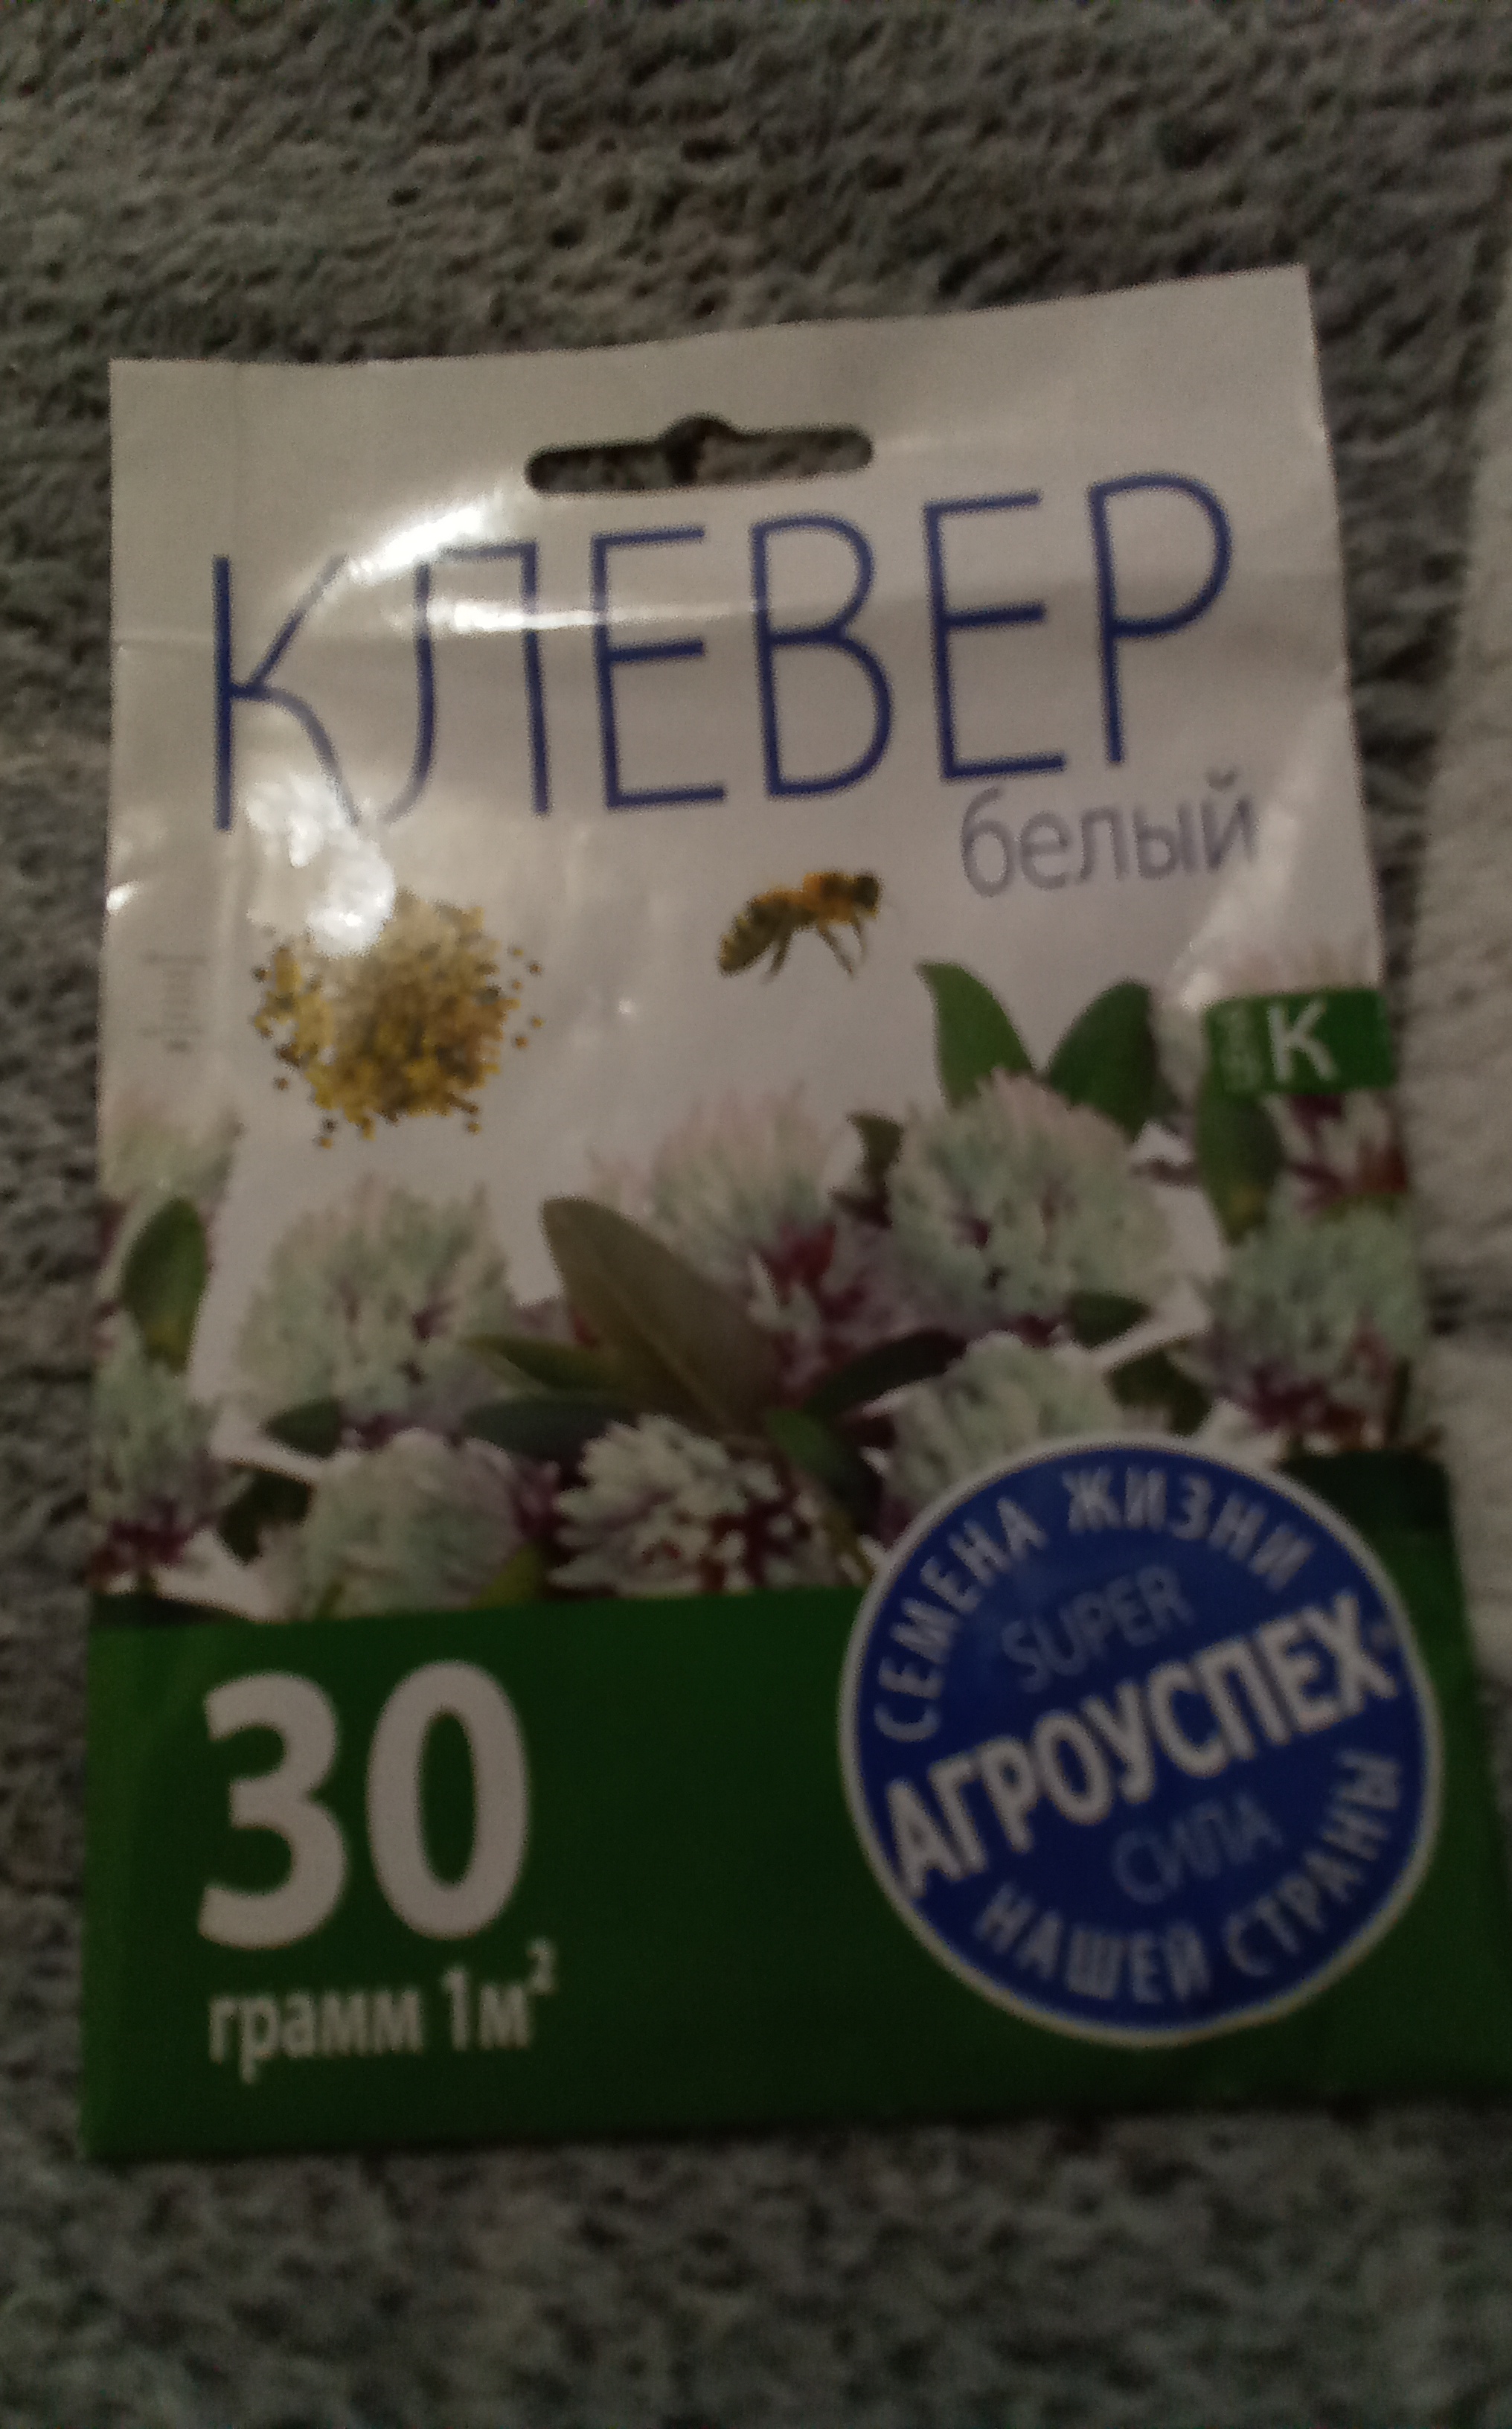 КЛЕВЕР
белый
К
СЕМЕНА ЖИЗНИ
SUPER
АГРОУСПЕХ
СИЛА
НАШЕЙ СТРАНЫ
30
грамм 1м²